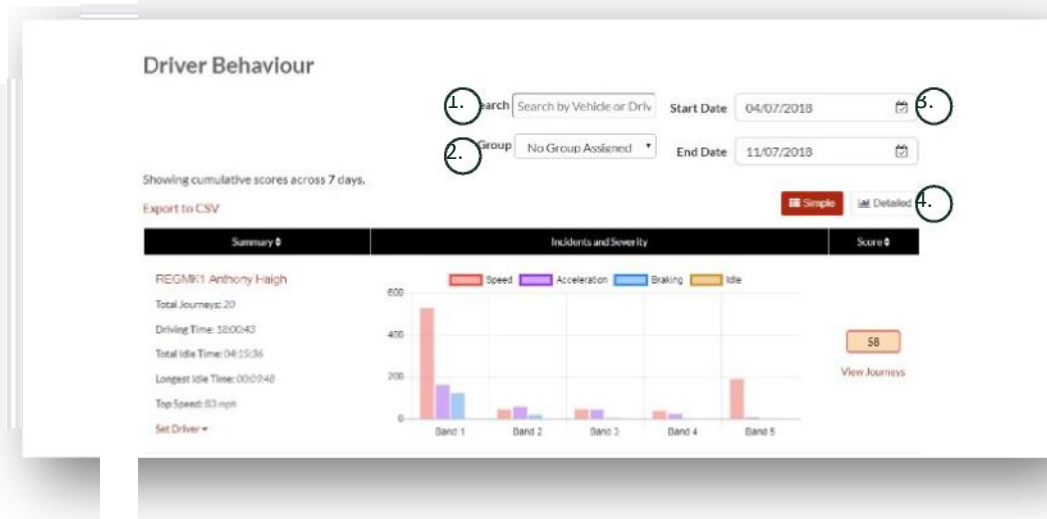 Driver Behaviour
1. earch Search by Vehicle or Driv Start Date 04/07/2018 3.
2. Group No Group Assigned End Date 11/07/2018
Showing cumulative scores across 7 days.
Export to CSV Simple Detailed 4.
Summary Incidents and Severity Score
REGMK1 Anthony Haigh
Total Journeys: 20
Driving Time: 18:00:43
Total Idle Time: 04:15:36
Longest Idle Time: 00:09:48
Top Speed: 83 mph
Set Driver
Speed Acceleration Braking Idle
600
400
200
0
Band 1 Band 2 Band 3 Band 4 Band 5
58
View Journeys